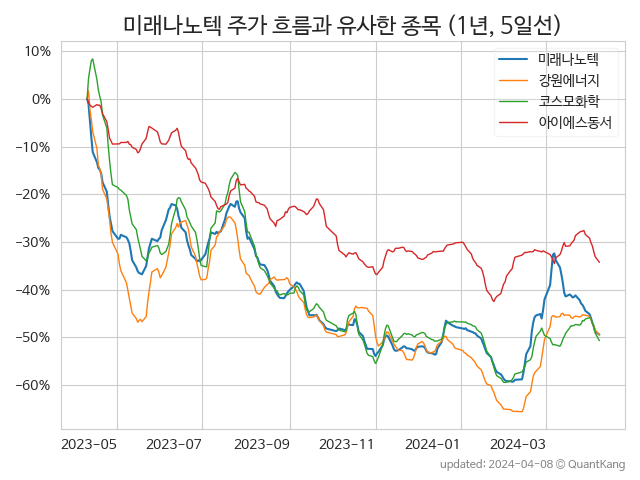 미래나노텍 주가 흐름과 유사한 종목 (1년, 5일선)
10%
0%
−10%
−20%
−30%
−40%
−50%
−60%
미래나노텍
강원에너지
코스모화학
아이에스동서
2023-05
2023-07
2023-09
2023-11
2024-01
2024-03
updated: 2024-04-08 © QuantKang